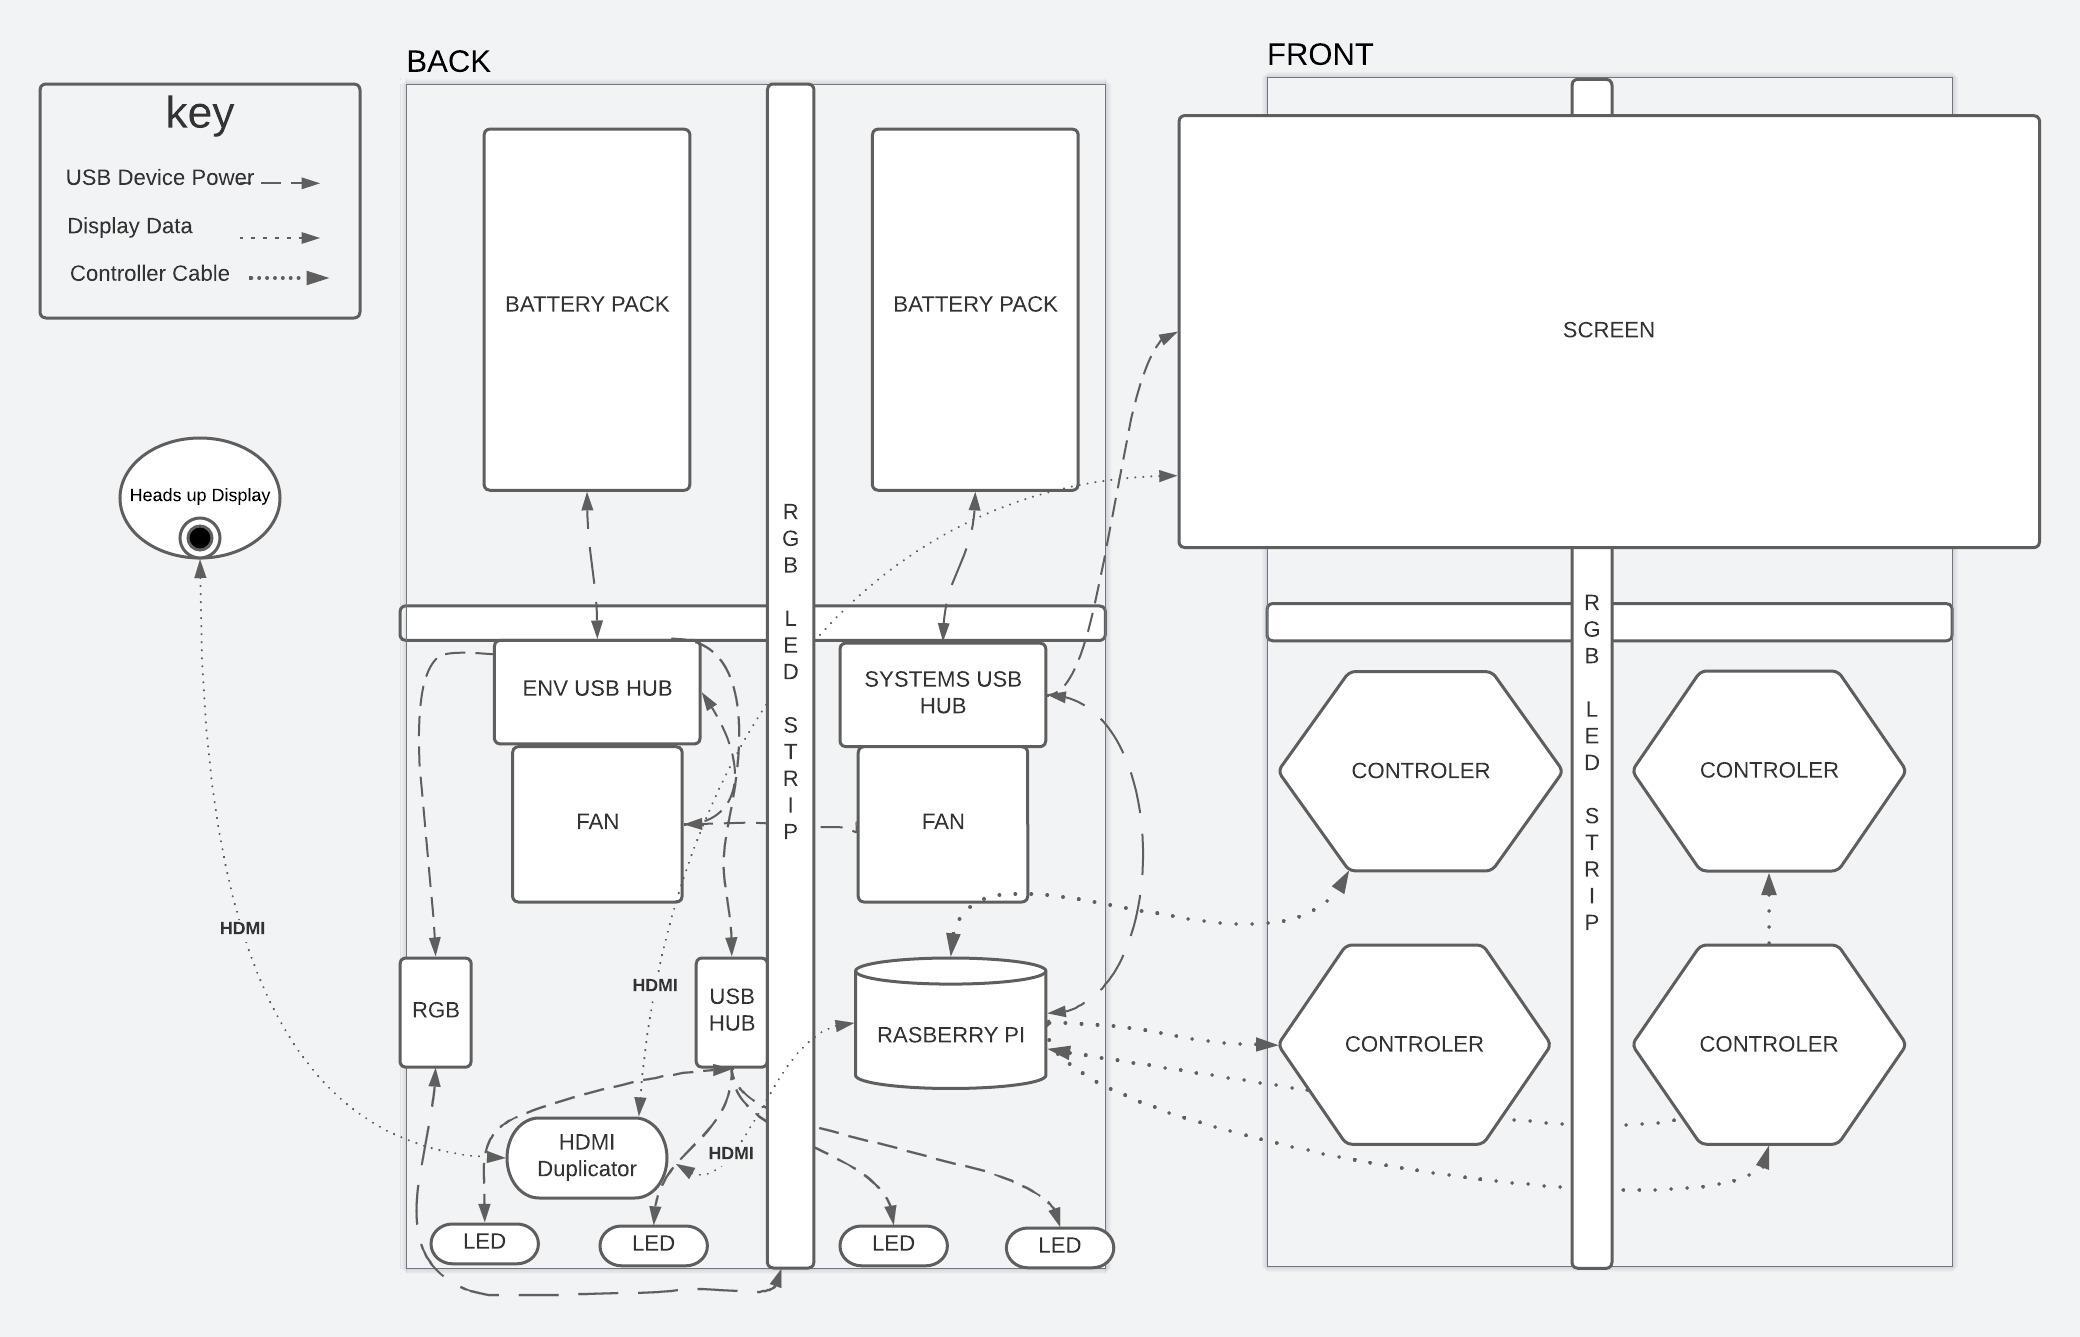 BACK
FRONT
key
USB Device Power
Display Data
Controller Cable
BATTERY PACK
BATTERY PACK
SCREEN
Heads up Display
R
G
B
L
E
D
S
T
R
I
P
R
G
B
L
E
D
S
T
R
I
P
ENV USB HUB
SYSTEMS USB
HUB
FAN
FAN
CONTROLER
CONTROLER
HDMI
HDMI
RGB
USB
HUB
RASBERRY PI
CONTROLER
CONTROLER
HDMI
Duplicator
HDMI
LED
LED
LED
LED